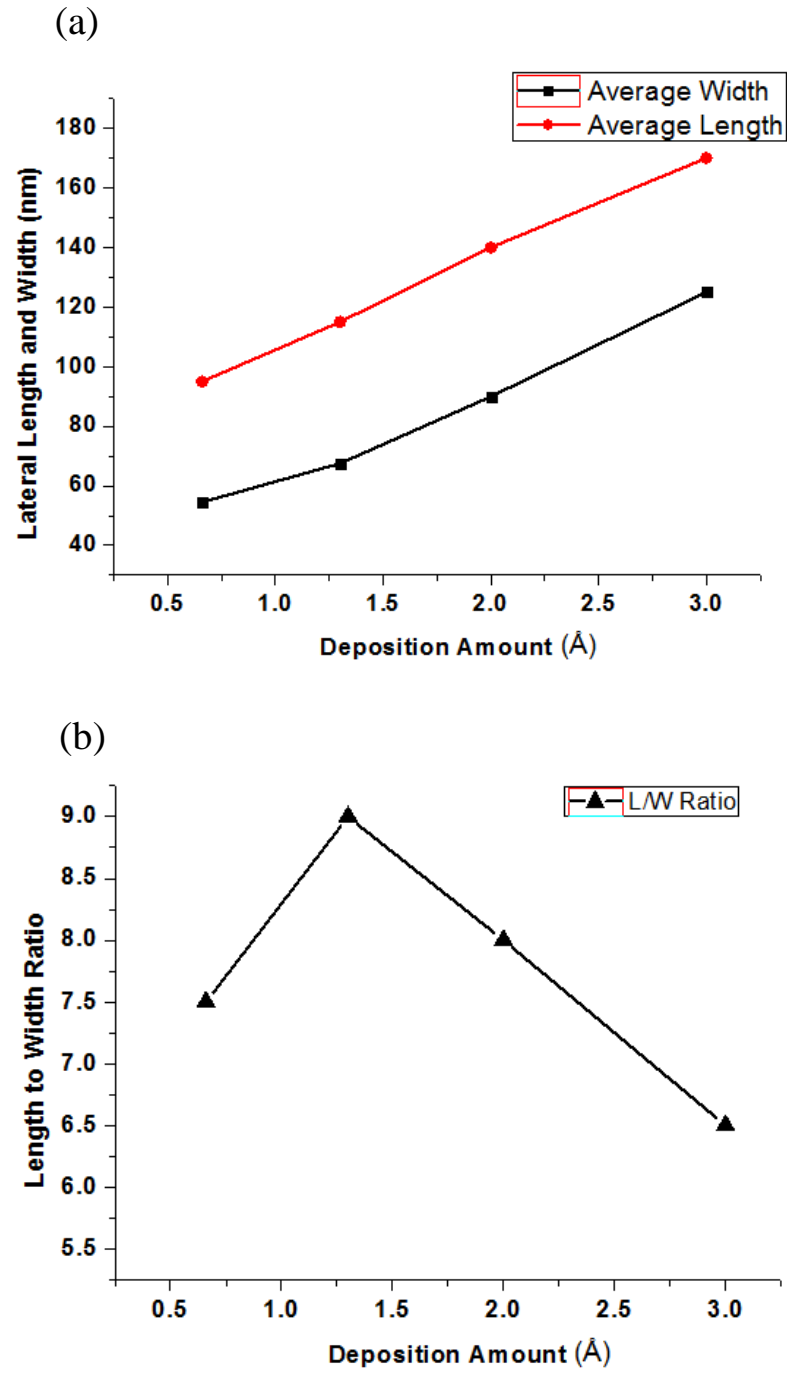 (a)
Average Width
Average Length
180
160
140
120
100
80
60
40
Lateral Length and Width (nm)
0.5 1.0 1.5 2.0 2.5 3.0
Deposition Amount (Å)
(b)
L/W Ratio
9.0
8.5
8.0
7.5
7.0
6.5
6.0
5.5
Length to Width Ratio
0.5 1.0 1.5 2.0 2.5 3.0
Deposition Amount (Å)